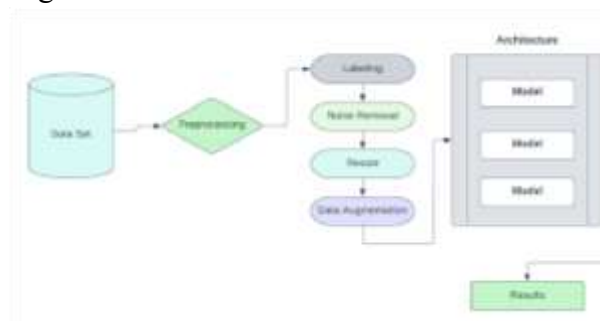 Architecture
Data Set
Preprocessing
Labeling
Noise Removal
Resize
Data Augmentation
Model
Model
Model
Results